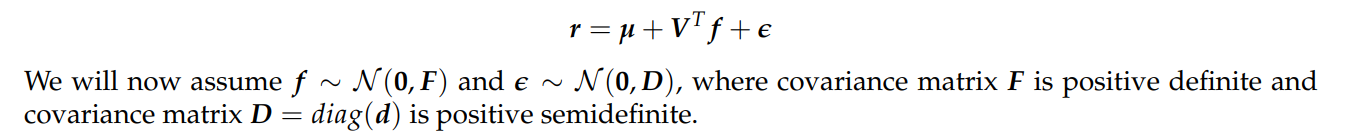 r = μ + Vᵀf + ϵ
We will now assume f ∼ 𝒩(0, F) and ϵ ∼ 𝒩(0, D), where covariance matrix F is positive definite and
covariance matrix D = diag(d) is positive semidefinite.